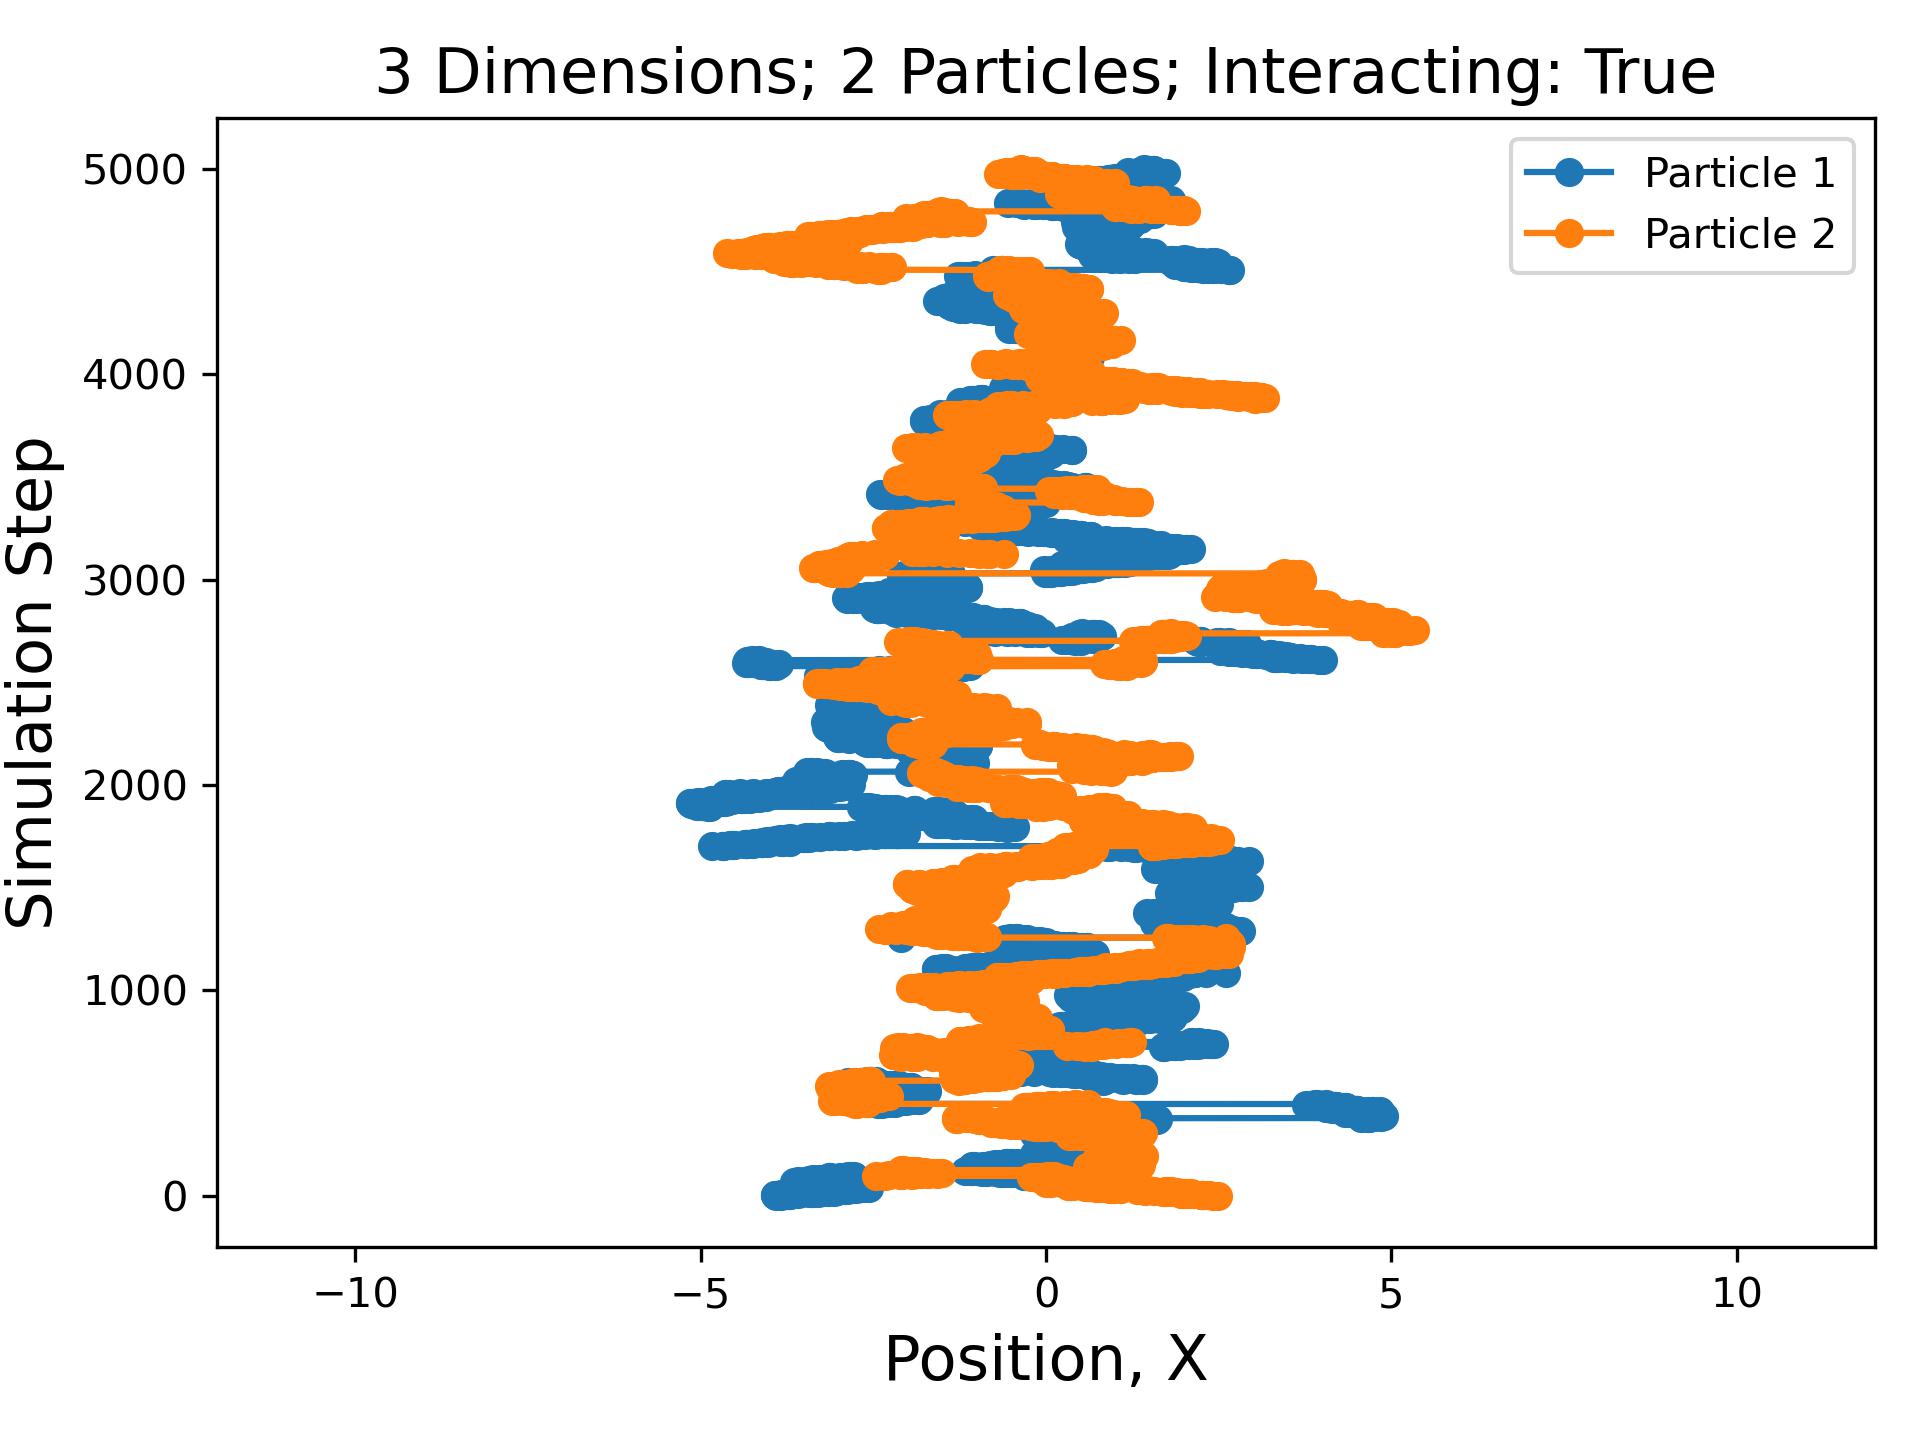 3 Dimensions; 2 Particles; Interacting: True
Particle 1
Particle 2
Simulation Step
5000
4000
3000
2000
1000
0
−10
−5
0
5
10
Position, X